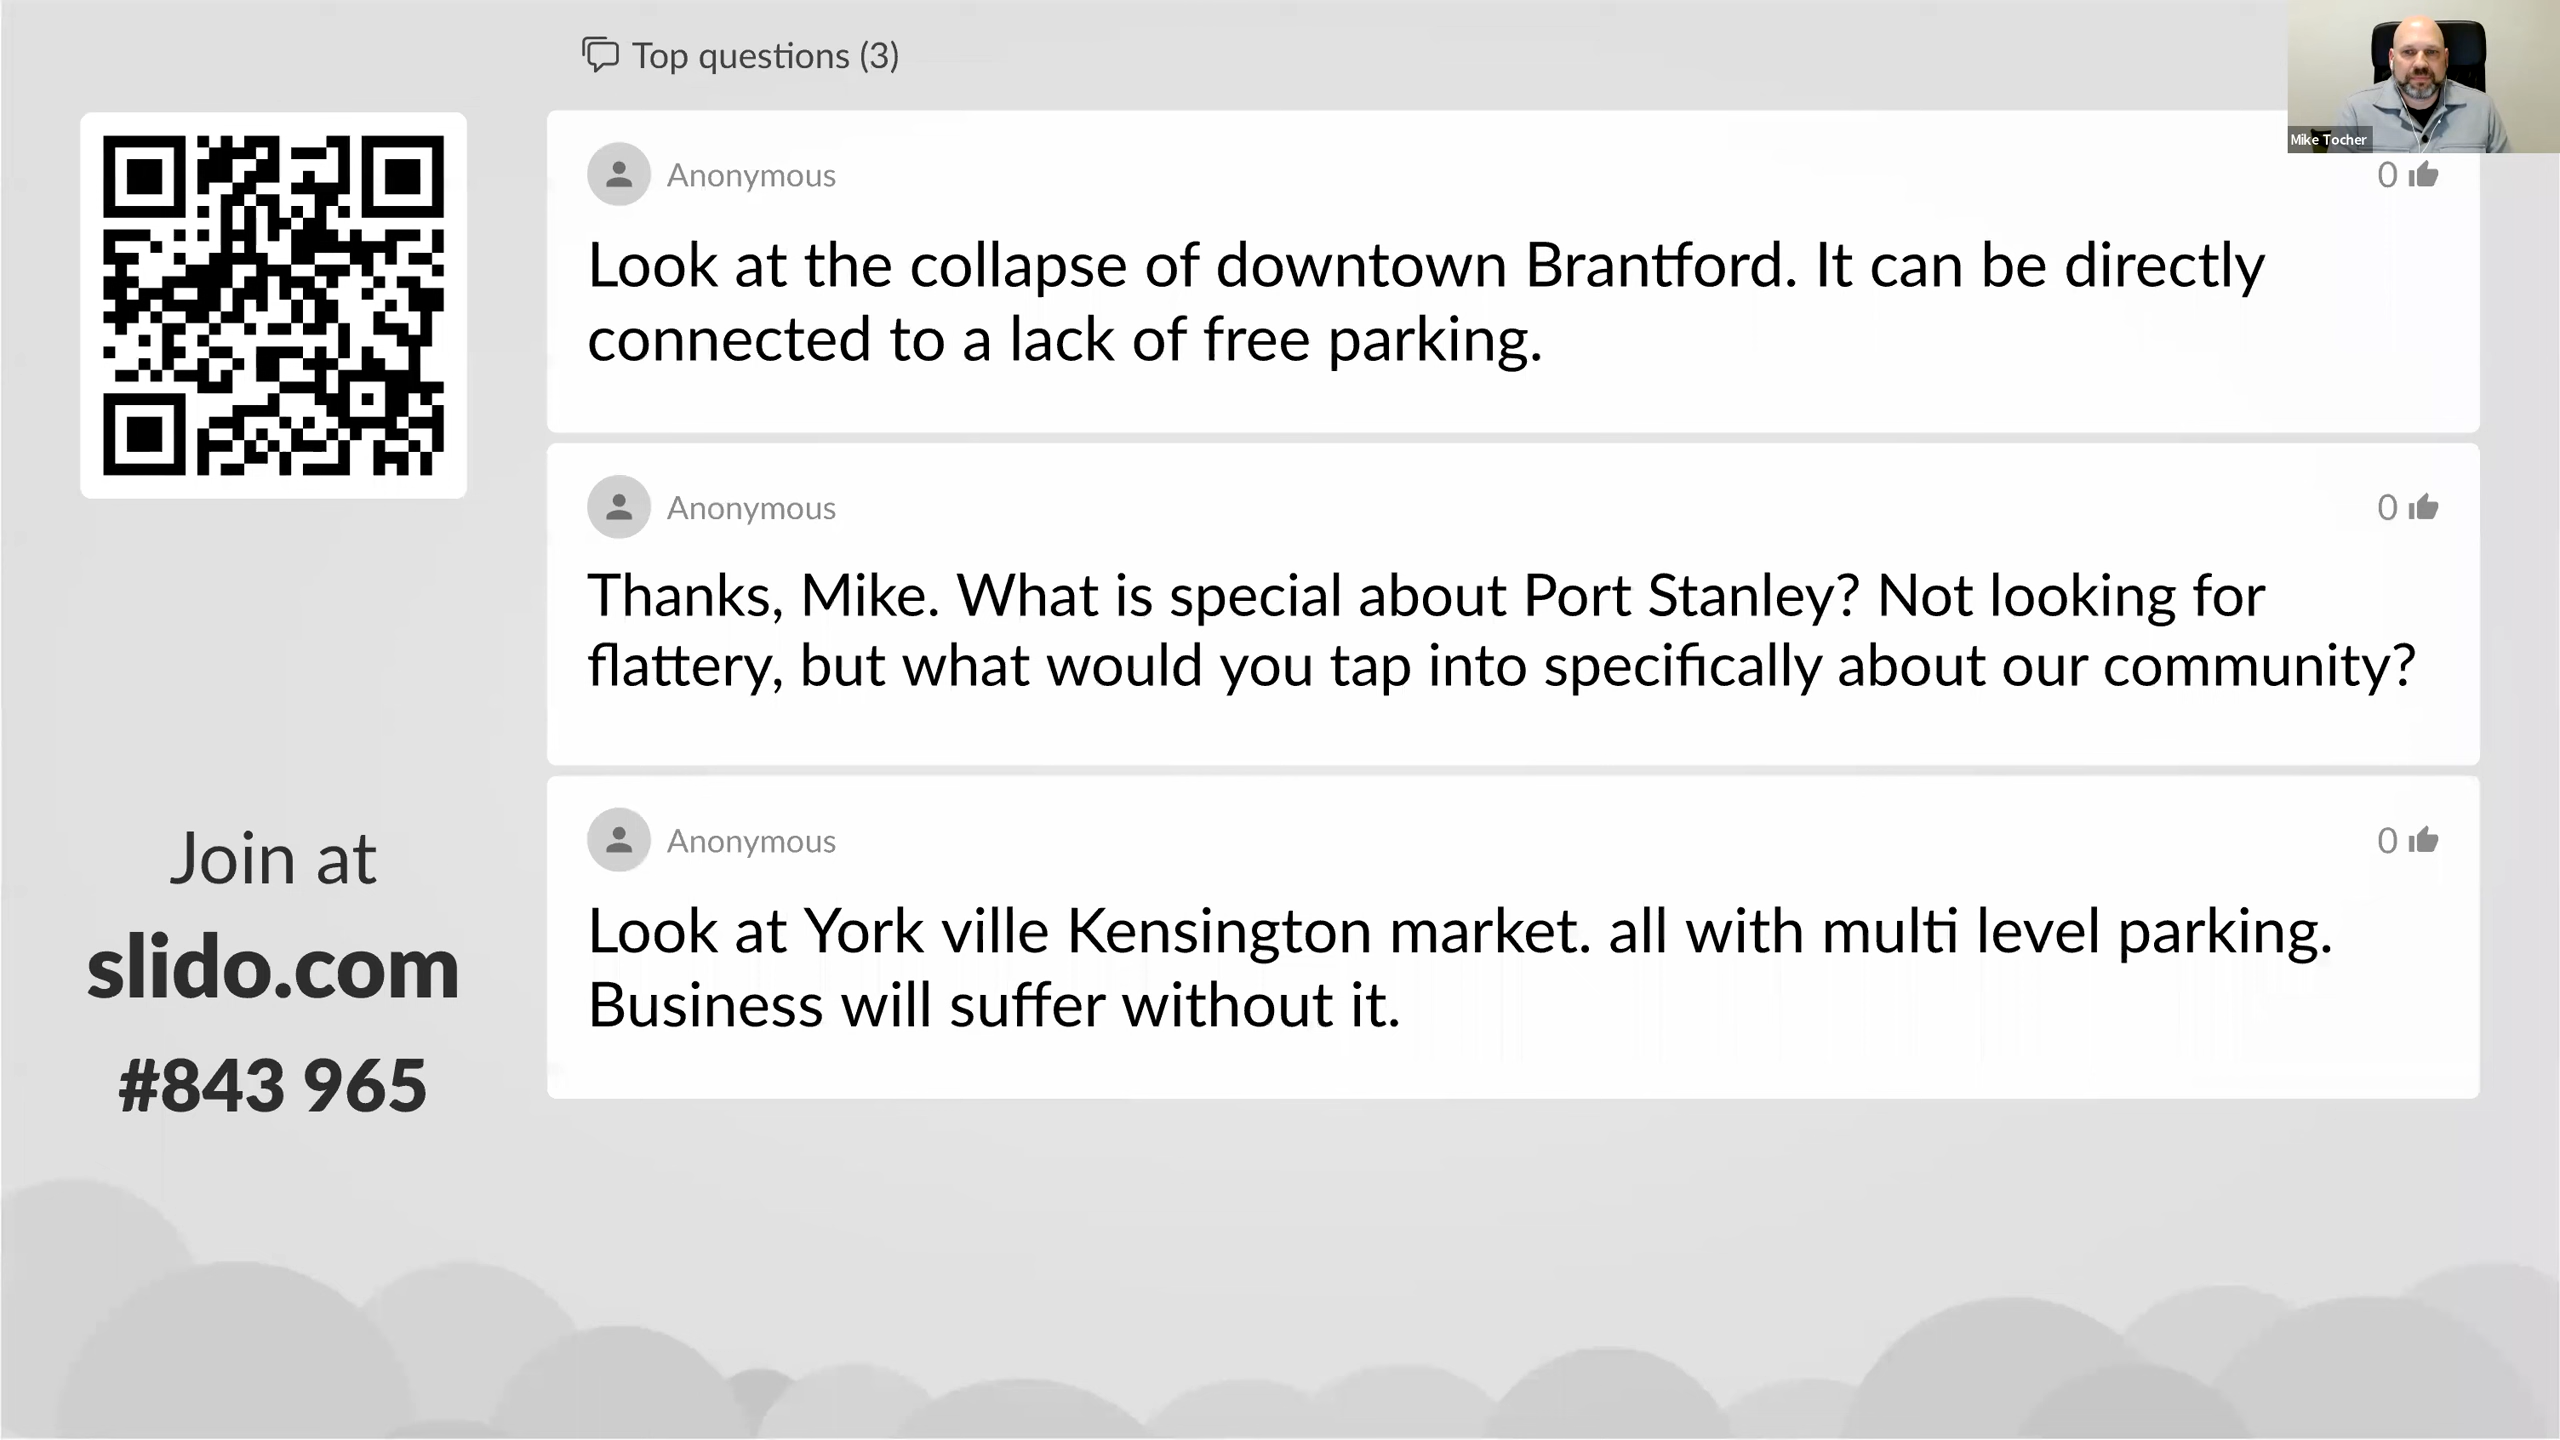 Top questions (3)
Mike Tocher
Anonymous
0
Look at the collapse of downtown Brantford. It can be directly
connected to a lack of free parking.
Anonymous
0
Thanks, Mike. What is special about Port Stanley? Not looking for
flattery, but what would you tap into specifically about our community?
Anonymous
0
Look at York ville Kensington market. all with multi level parking.
Business will suffer without it.
Join at
slido.com
#843 965